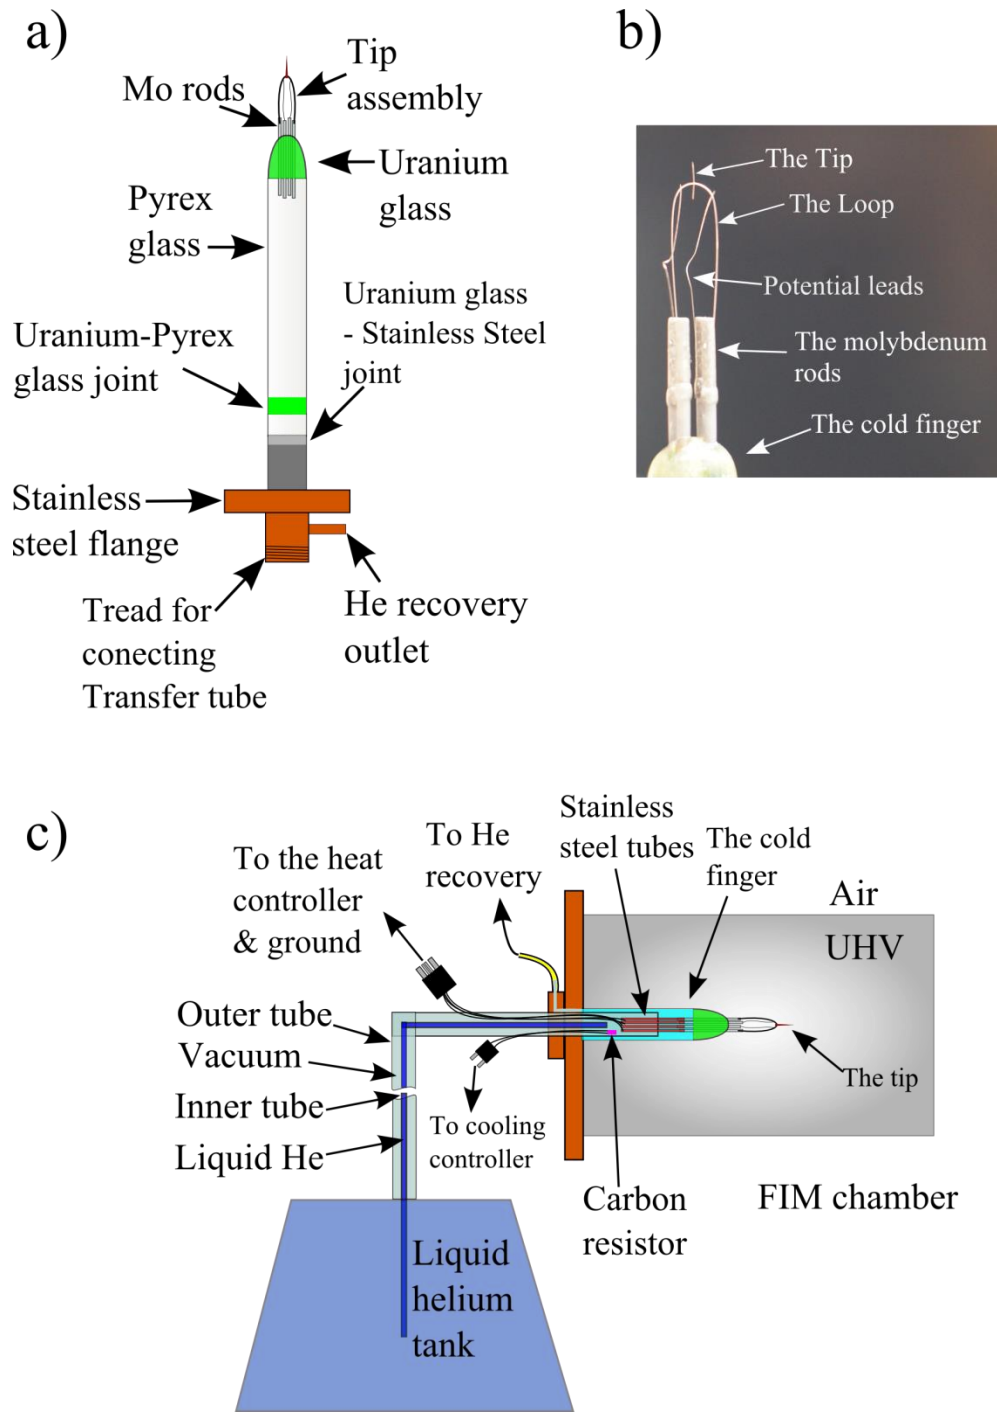 a)
Tip
assembly
Mo rods
Uranium
glass
Pyrex
glass
Uranium glass
- Stainless Steel
joint
Uranium-Pyrex
glass joint
Stainless
steel flange
He recovery
outlet
Tread for
conecting
Transfer tube
b)
The Tip
The Loop
Potential leads
The molybdenum
rods
The cold finger
c)
To the heat
controller
& ground
To He
recovery
Stainless
steel tubes
The cold
finger
Air
UHV
Outer tube
Vacuum
Inner tube
Liquid He
To cooling
controller
Carbon
resistor
The tip
FIM chamber
Liquid
helium
tank